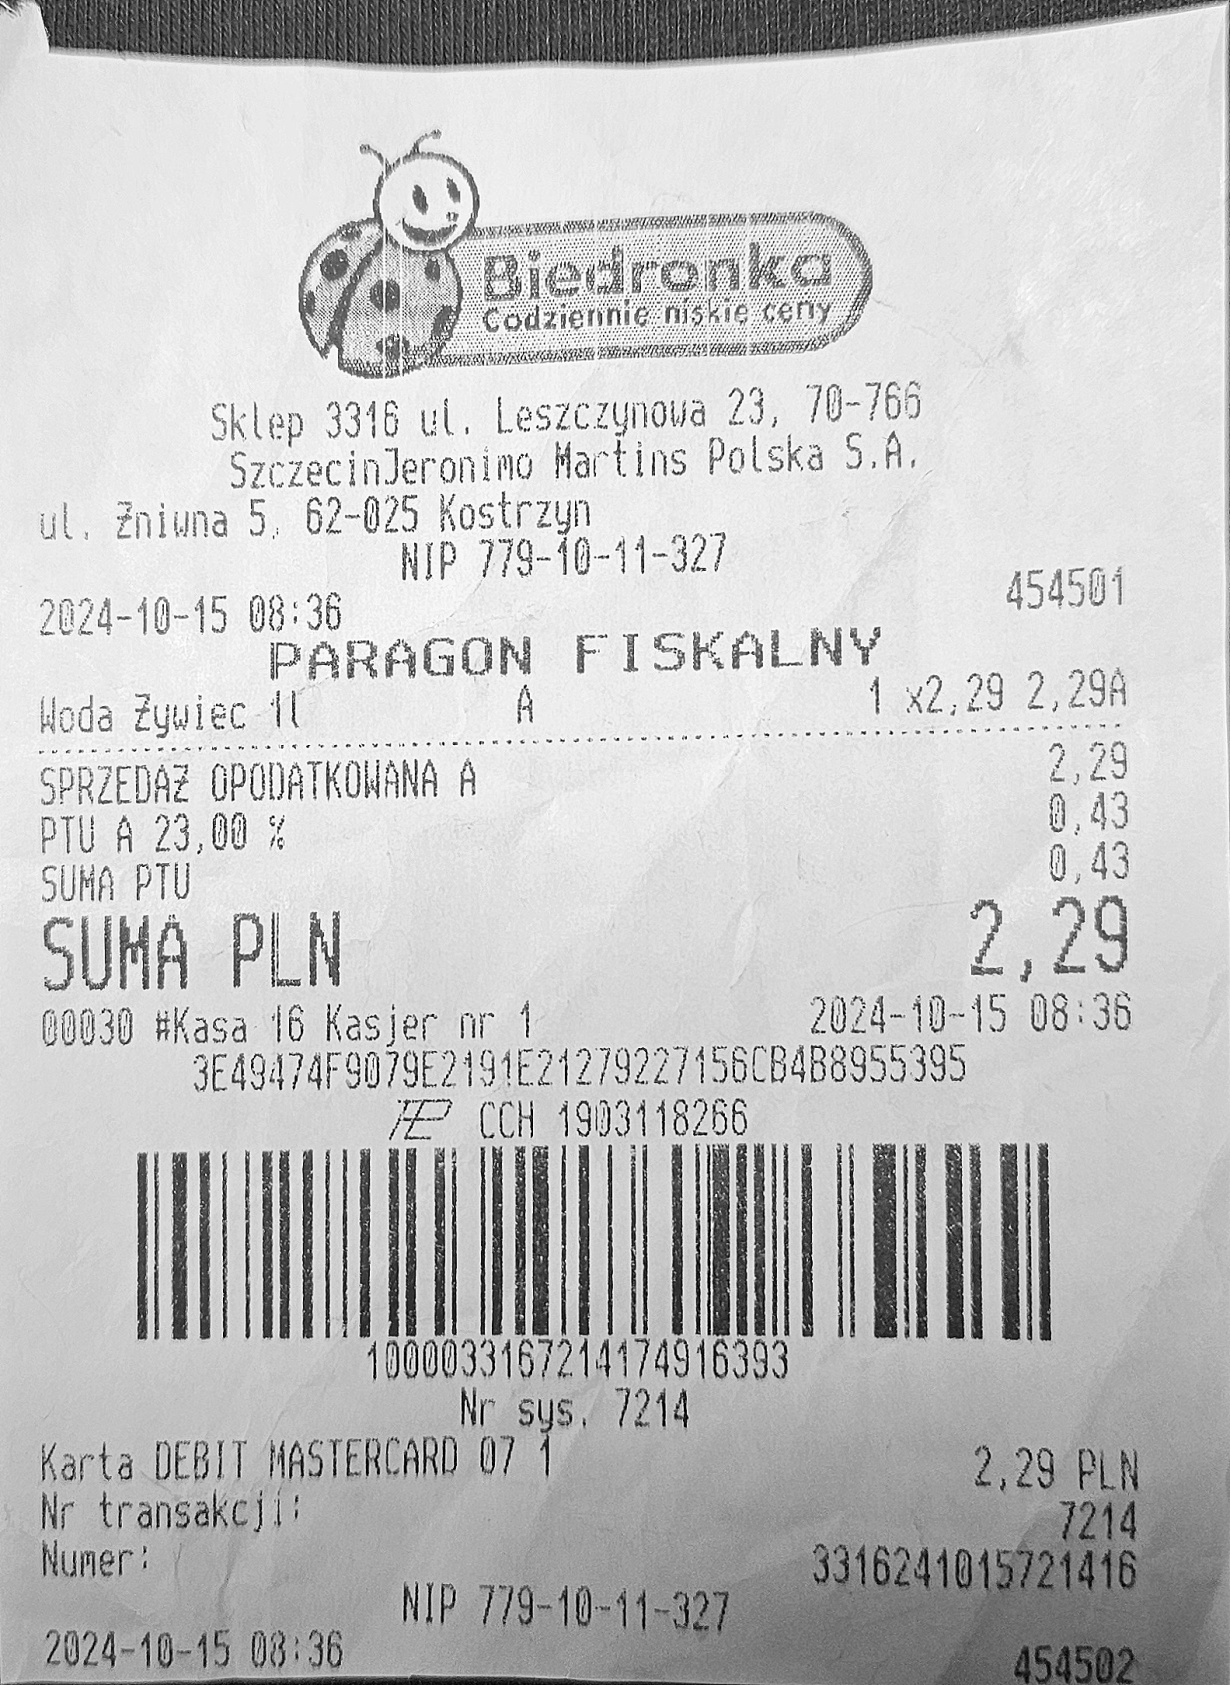 Biedronka
Codziennie niskie ceny
Sklep 3316 ul. Leszczynowa 23, 70-766
SzczecinJeronimo Martins Polska S.A.
ul. Żniwna 5, 62-025 Kostrzyn
NIP 779-10-11-327
2024-10-15 08:36 454501
PARAGON FISKALNY
Woda Żywiec 1l A 1 x2,29 2,29A
SPRZEDAŻ OPODATKOWANA A 2,29
PTU A 23,00 % 0,43
SUMA PTU 0,43
SUMA PLN 2,29
00030 #Kasa 16 Kasjer nr 1 2024-10-15 08:36
3E49474F9079E2191E21279227156CB4B8955395
CCH 1903118266
1000033167214174916393
Nr sys. 7214
Karta DEBIT MASTERCARD 07 1 2,29 PLN
Nr transakcji: 7214
Numer: 3316241015721416
NIP 779-10-11-327
2024-10-15 08:36 454502